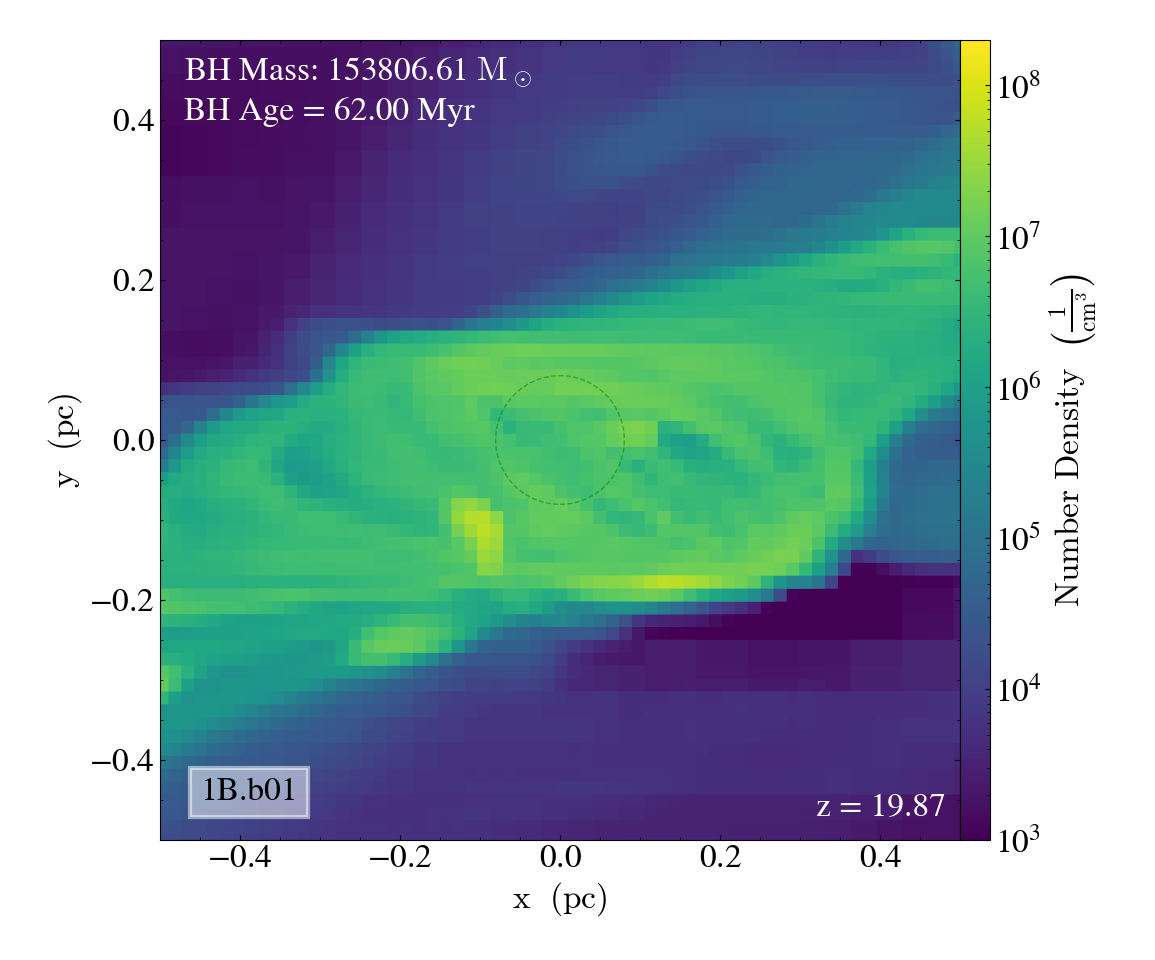 BH Mass: 153806.61 M⊙
BH Age = 62.00 Myr
0.4
0.2
0.0
−0.2
−0.4
y (pc)
1B.b01
z = 19.87
−0.4 −0.2 0.0 0.2 0.4
x (pc)
10⁸
10⁷
10⁶
10⁵
10⁴
10³
Number Density (1/cm³)